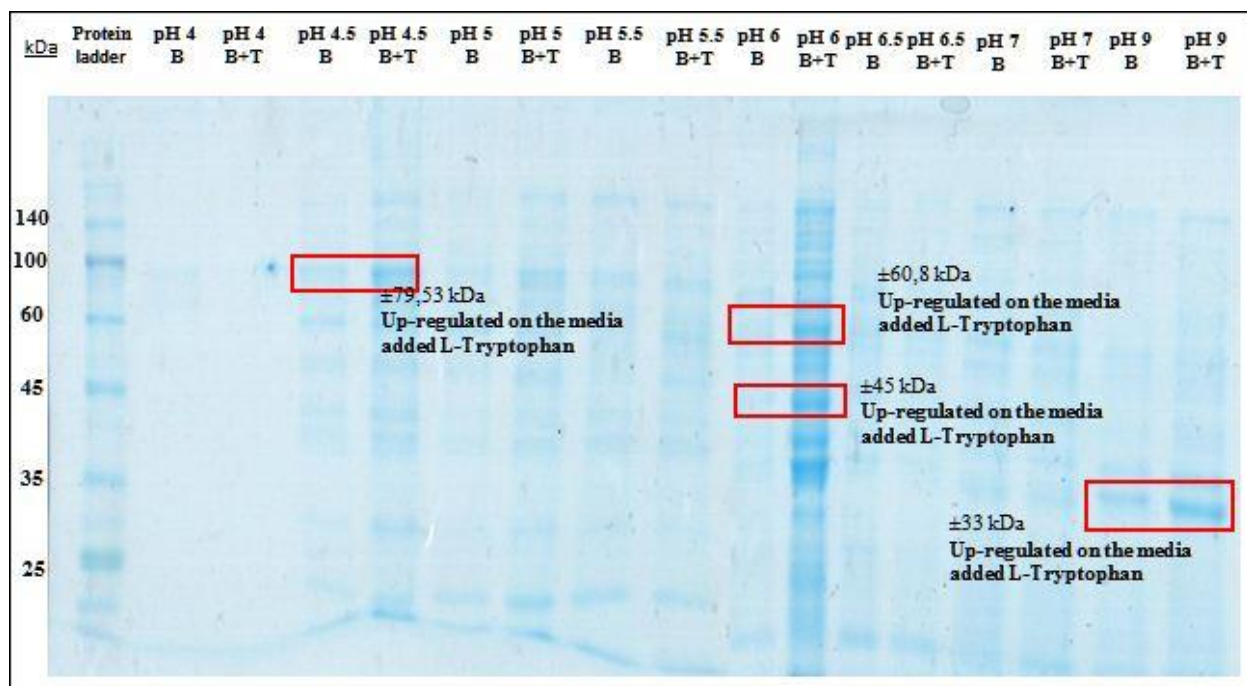 kDa
Protein ladder
pH 4 B
pH 4 B+T
pH 4.5 B
pH 4.5 B+T
pH 5 B
pH 5 B+T
pH 5.5 B
pH 5.5 B+T
pH 6 B
pH 6 B+T
pH 6.5 B
pH 6.5 B+T
pH 7 B
pH 7 B+T
pH 9 B
pH 9 B+T
140
100
60
45
35
25
±79,53 kDa
Up-regulated on the media
added L-Tryptophan
±60,8 kDa
Up-regulated on the media
added L-Tryptophan
±45 kDa
Up-regulated on the media
added L-Tryptophan
±33 kDa
Up-regulated on the media
added L-Tryptophan